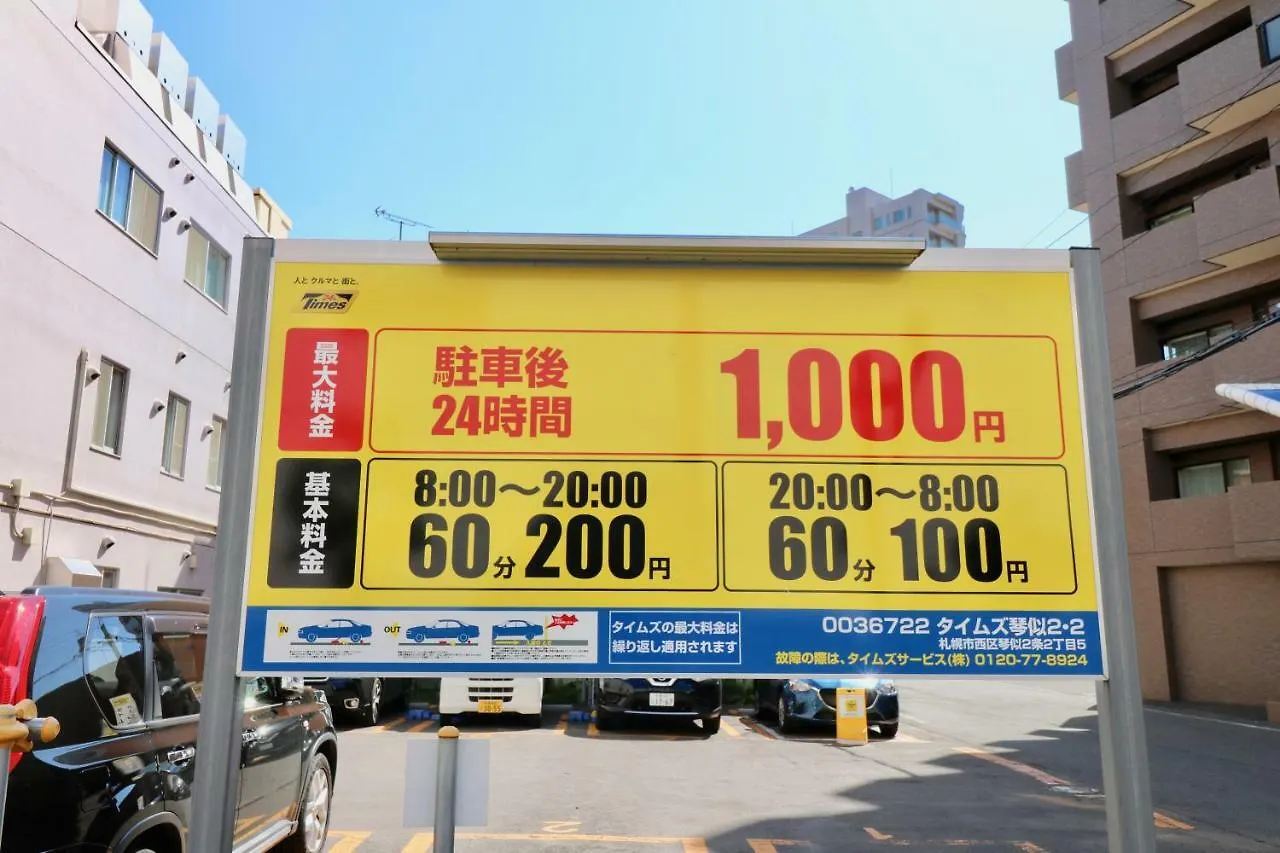 人と クルマと 街と、
24h
Times
最大料金
駐車後
24時間
1,000円
基本料金
8:00〜20:00
60分 200円
20:00〜8:00
60分 100円
IN
OUT
タイムズの最大料金は
繰り返し適用されます
0036722 タイムズ琴似2・2
札幌市西区琴似2条2丁目5
故障の際は、タイムズサービス(株) 0120-77-8924
2